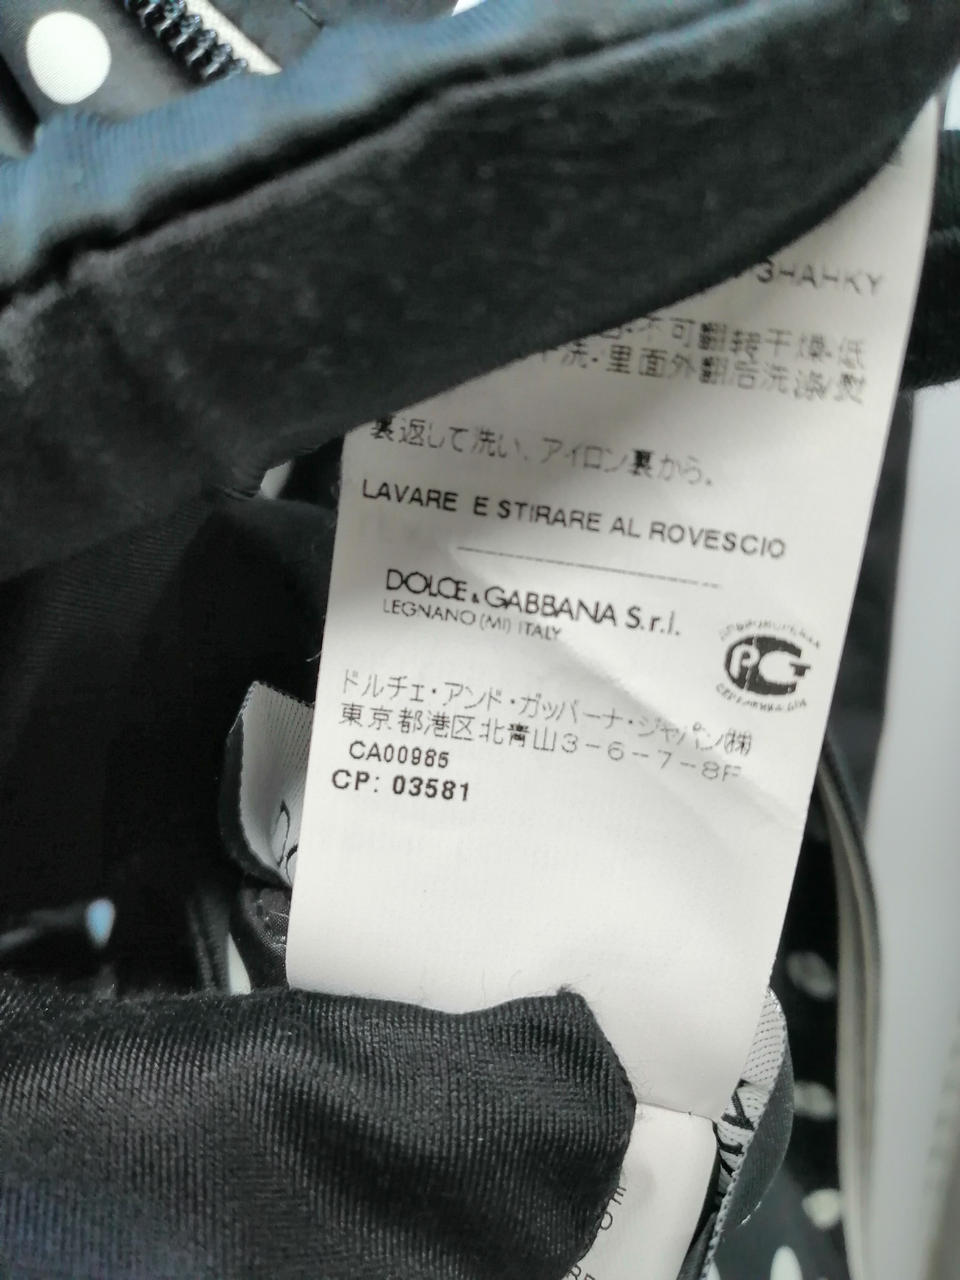 不可翻转干燥·低
洗·里面外翻后洗涤/熨
裏返して洗い、アイロン裏から。
LAVARE E STIRARE AL ROVESCIO
DOLCE & GABBANA S.r.l.
LEGNANO (MI) ITALY
ドルチェ・アンド・ガッバーナ・ジャパン(株)
東京都港区北青山3-6-7-8F
CA00985
CP: 03581